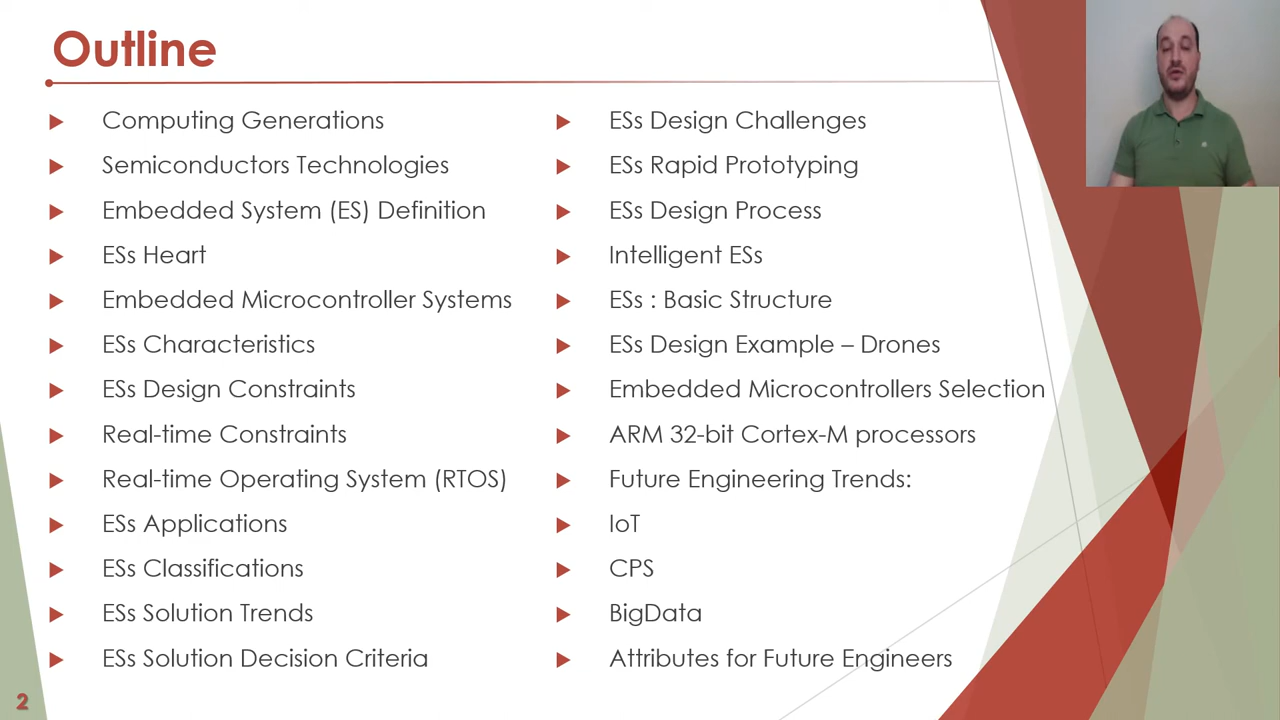 Outline
Computing Generations
Semiconductors Technologies
Embedded System (ES) Definition
ESs Heart
Embedded Microcontroller Systems
ESs Characteristics
ESs Design Constraints
Real-time Constraints
Real-time Operating System (RTOS)
ESs Applications
ESs Classifications
ESs Solution Trends
ESs Solution Decision Criteria
ESs Design Challenges
ESs Rapid Prototyping
ESs Design Process
Intelligent ESs
ESs : Basic Structure
ESs Design Example – Drones
Embedded Microcontrollers Selection
ARM 32-bit Cortex-M processors
Future Engineering Trends:
IoT
CPS
BigData
Attributes for Future Engineers
2